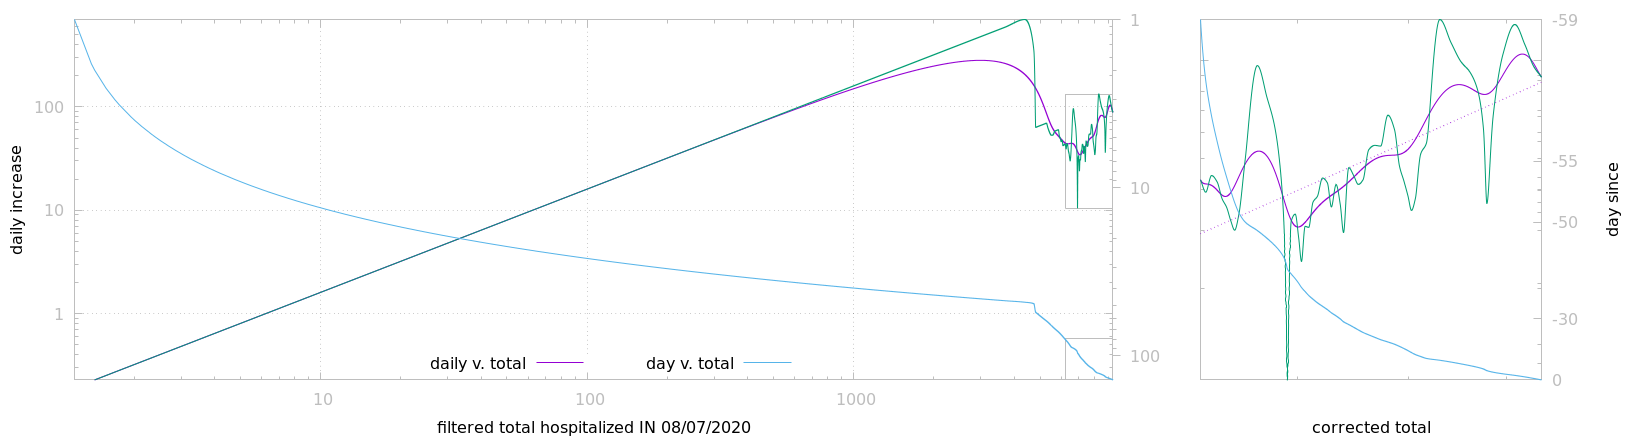 100
10
1
daily increase
10
100
1000
filtered total hospitalized IN 08/07/2020
daily v. total
day v. total
1
10
100
-59
-55
-50
-30
0
day since
corrected total